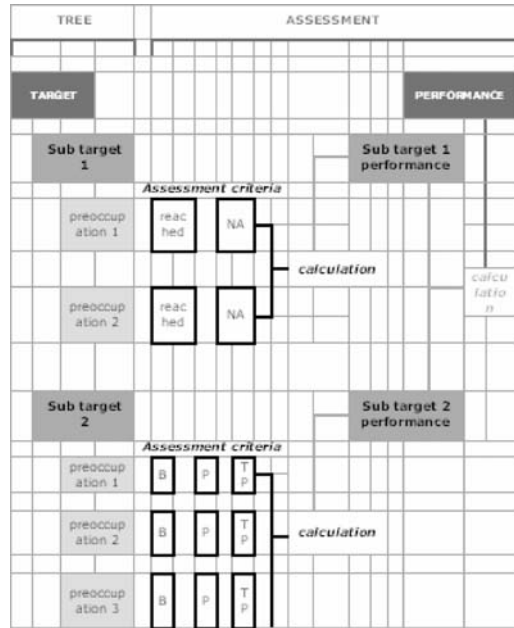 TREE ASSESSMENT
TARGET PERFORMANCE
Sub target
1
Sub target 1
performance
Assessment criteria
preoccup
ation 1
reac
hed
NA
calculation
calcu
latio
n
preoccup
ation 2
reac
hed
NA
Sub target
2
Sub target 2
performance
Assessment criteria
preoccup
ation 1
B
P
T
P
preoccup
ation 2
B
P
T
P
calculation
preoccup
ation 3
B
P
T
P